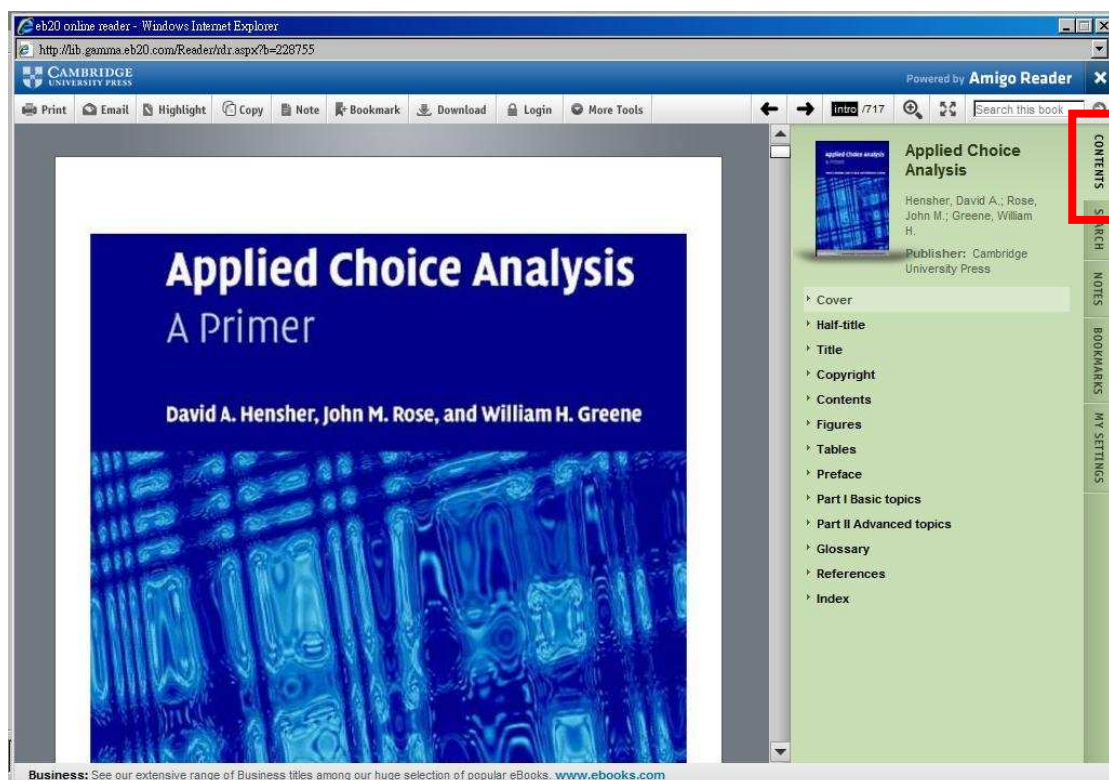 eb20 online reader - Windows Internet Explorer
http://lib.gamma.eb20.com/Reader/rdr.aspx?b=228755
CAMBRIDGE
UNIVERSITY PRESS
Powered by Amigo Reader
Print Email Highlight Copy Note Bookmark Download Login More Tools
intro /717
Search this book
Applied Choice Analysis
A Primer
David A. Hensher, John M. Rose, and William H. Greene
Applied Choice
Analysis
Hensher, David A.; Rose,
John M.; Greene, William
H.
Publisher: Cambridge
University Press
Cover
Half-title
Title
Copyright
Contents
Figures
Tables
Preface
Part I Basic topics
Part II Advanced topics
Glossary
References
Index
CONTENTS
SEARCH
NOTES
BOOKMARKS
MY SETTINGS
Business: See our extensive range of Business titles among our huge selection of popular eBooks. www.ebooks.com